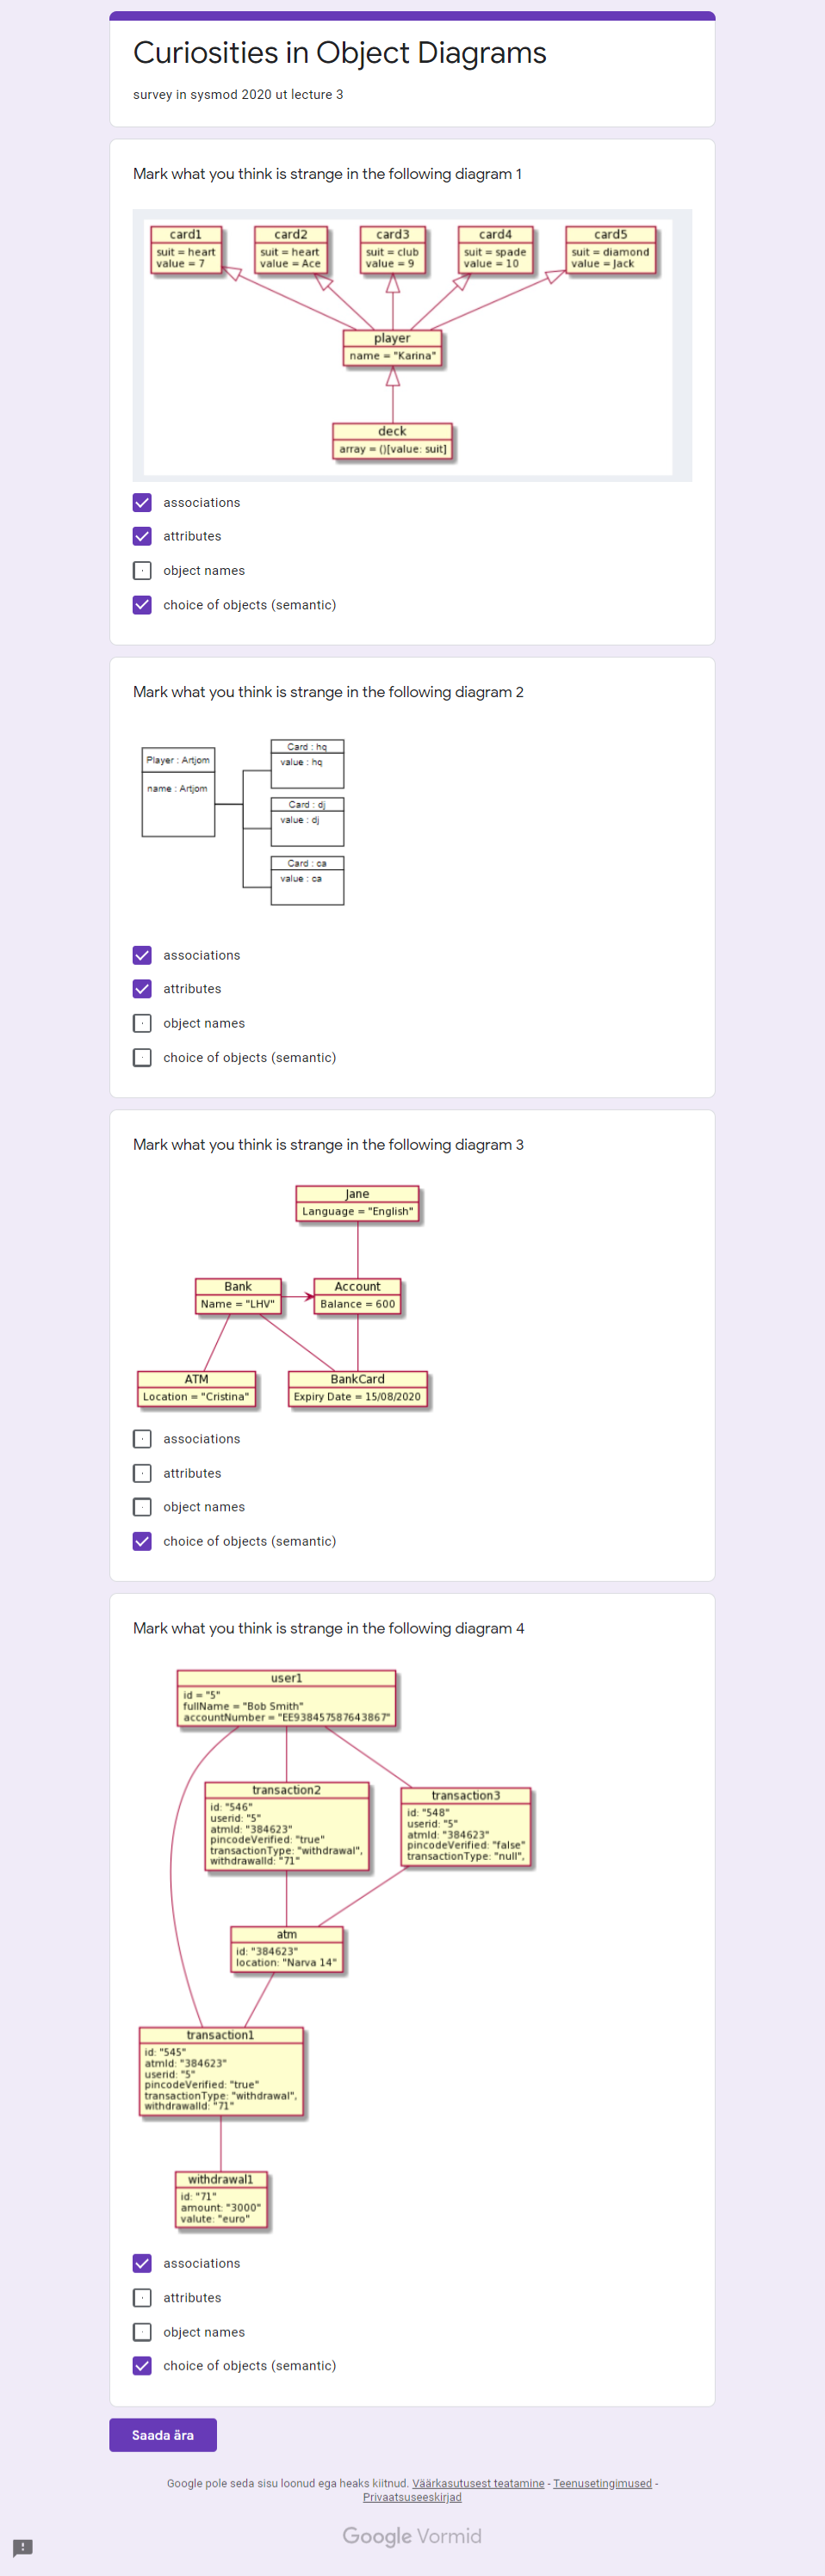 Curiosities in Object Diagrams
survey in sysmod 2020 ut lecture 3
Mark what you think is strange in the following diagram 1
card1
suit = heart
value = 7
card2
suit = heart
value = Ace
card3
suit = club
value = 9
card4
suit = spade
value = 10
card5
suit = diamond
value = Jack
player
name = "Karina"
deck
array = ()[value: suit]
associations
attributes
object names
choice of objects (semantic)
Mark what you think is strange in the following diagram 2
Player : Artjom
name : Artjom
Card : hq
value : hq
Card : dj
value : dj
Card : ca
value : ca
associations
attributes
object names
choice of objects (semantic)
Mark what you think is strange in the following diagram 3
Jane
Language = "English"
Bank
Name = "LHV"
Account
Balance = 600
ATM
Location = "Cristina"
BankCard
Expiry Date = 15/08/2020
associations
attributes
object names
choice of objects (semantic)
Mark what you think is strange in the following diagram 4
user1
id = "5"
fullName = "Bob Smith"
accountNumber = "EE938457587643867"
transaction2
id: "546"
userid: "5"
atmId: "384623"
pincodeVerified: "true"
transactionType: "withdrawal",
withdrawalId: "71"
transaction3
id: "548"
userid: "5"
atmId: "384623"
pincodeVerified: "false"
transactionType: "null",
atm
id: "384623"
location: "Narva 14"
transaction1
id: "545"
atmId: "384623"
userid: "5"
pincodeVerified: "true"
transactionType: "withdrawal",
withdrawalId: "71"
withdrawal1
id: "71"
amount: "3000"
valute: "euro"
associations
attributes
object names
choice of objects (semantic)
Saada ära
Google pole seda sisu loonud ega heaks kiitnud. Väärkasutusest teatamine - Teenusetingimused -
Privaatsuseeskirjad
Google Vormid